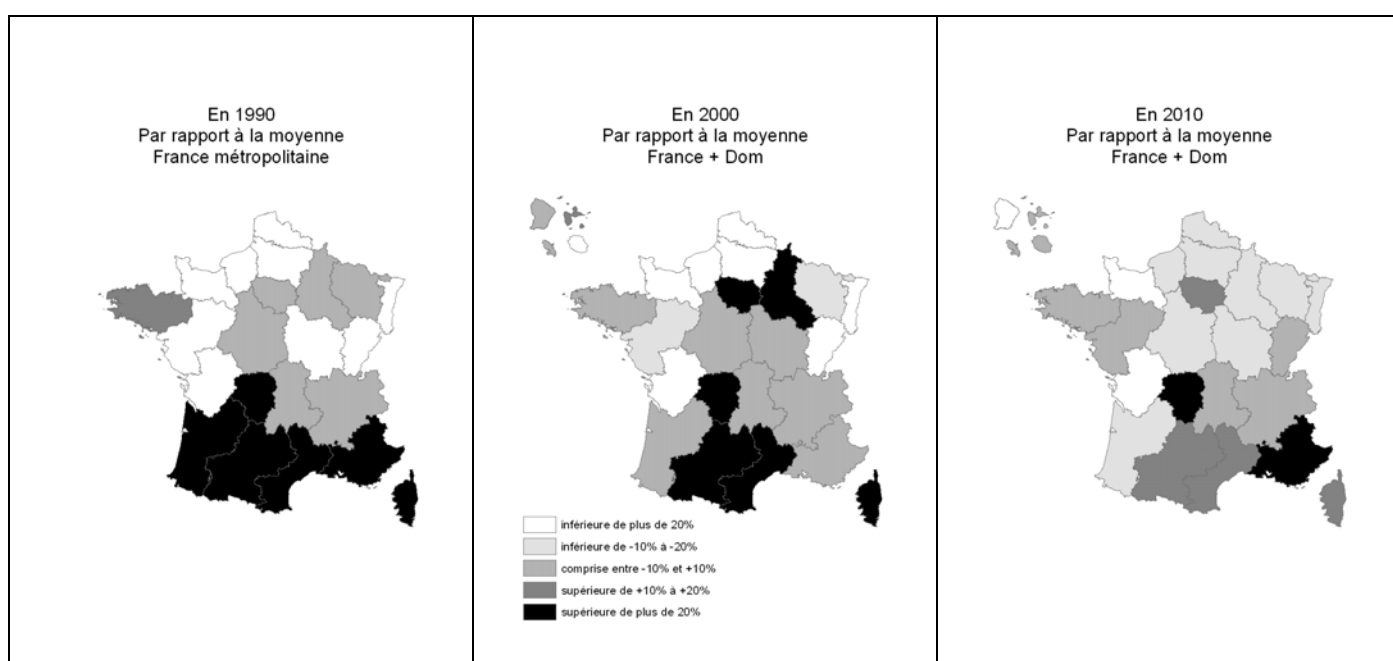 En 1990
Par rapport à la moyenne
France métropolitaine
En 2000
Par rapport à la moyenne
France + Dom
inférieure de plus de 20%
inférieure de -10% à -20%
comprise entre -10% et +10%
supérieure de +10% à +20%
supérieure de plus de 20%
En 2010
Par rapport à la moyenne
France + Dom